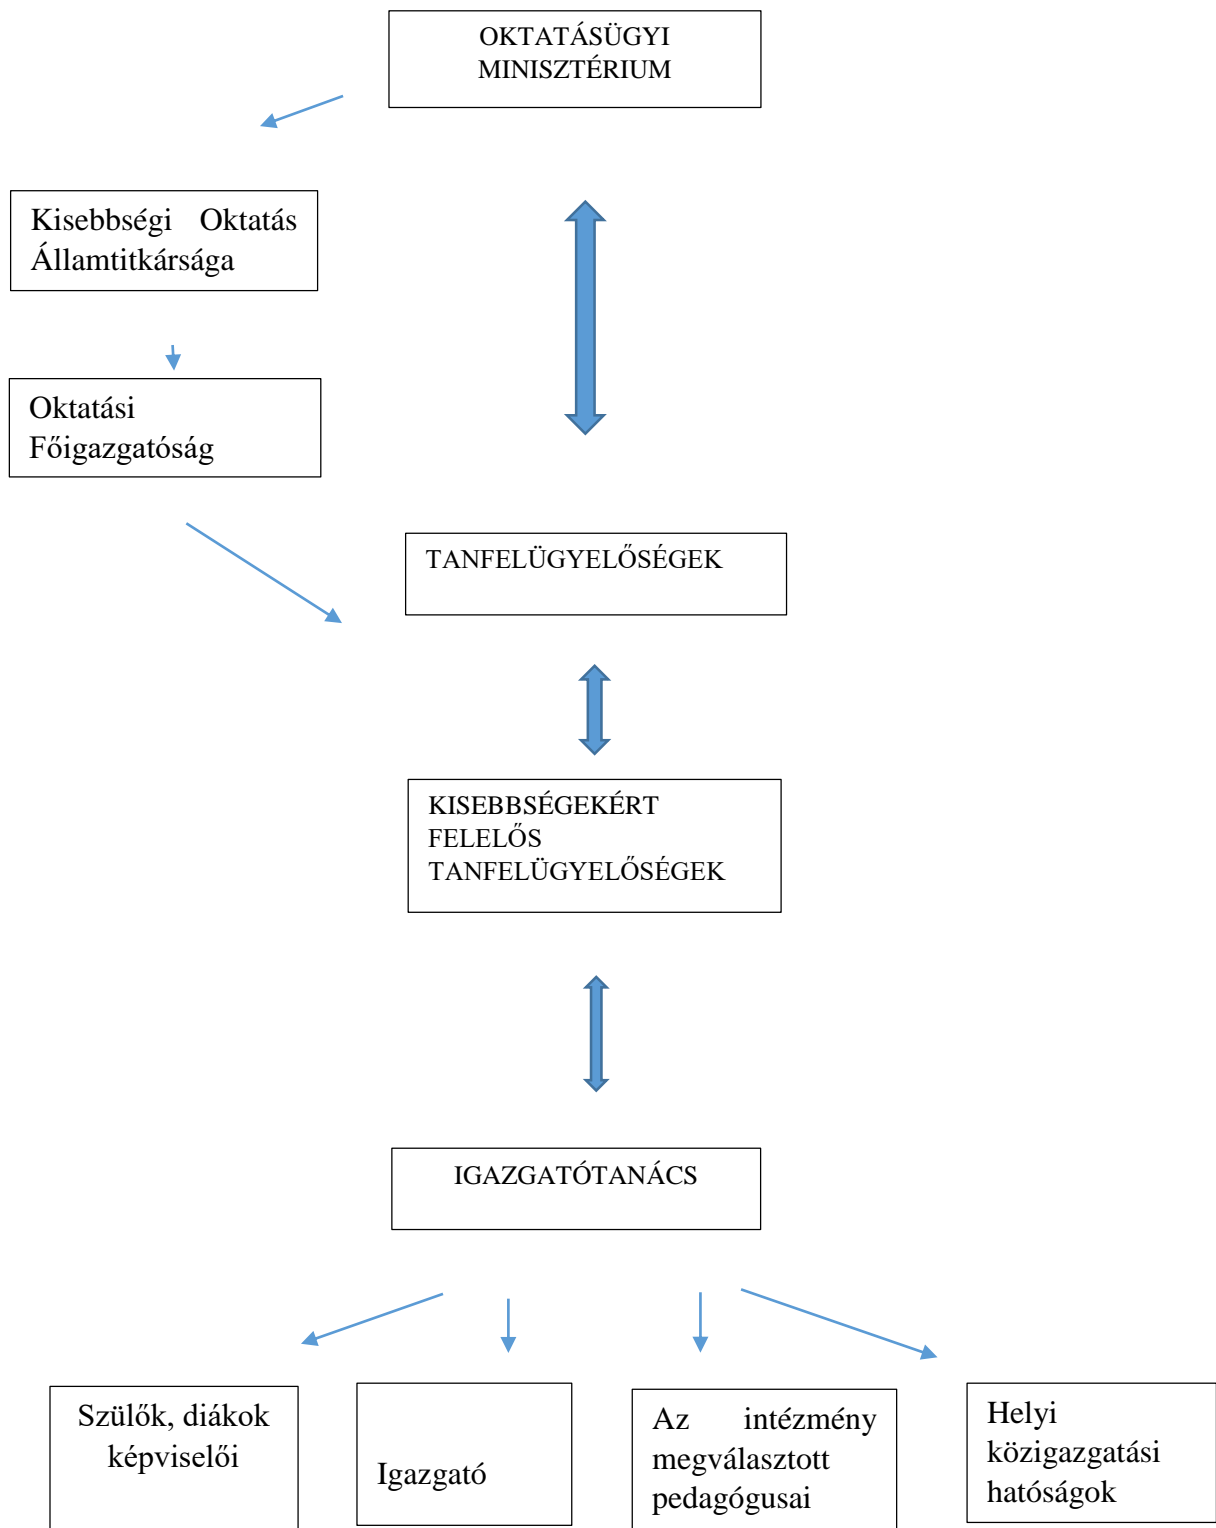 OKTATÁSÜGYI
MINISZTÉRIUM
Kisebbségi Oktatás
Államtitkársága
Oktatási
Főigazgatóság
TANFELÜGYELŐSÉGEK
KISEBBSÉGEKÉRT
FELELŐS
TANFELÜGYELŐSÉGEK
IGAZGATÓTANÁCS
Szülők, diákok
képviselői
Igazgató
Az intézmény
megválasztott
pedagógusai
Helyi
közigazgatási
hatóságok